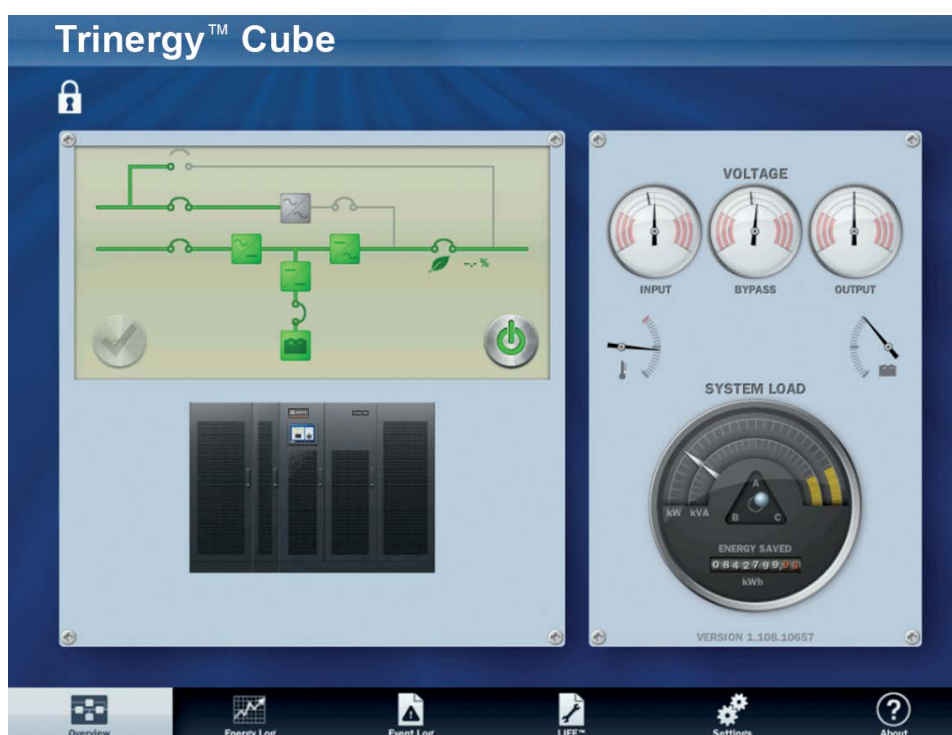 Trinergy™ Cube
VOLTAGE
INPUT
BYPASS
OUTPUT
-.- %
SYSTEM LOAD
kW
kVA
A
B
C
ENERGY SAVED
0842799,
kWh
VERSION 1.108.10657
Overview
Energy Log
Event Log
LIFE™
Settings
About